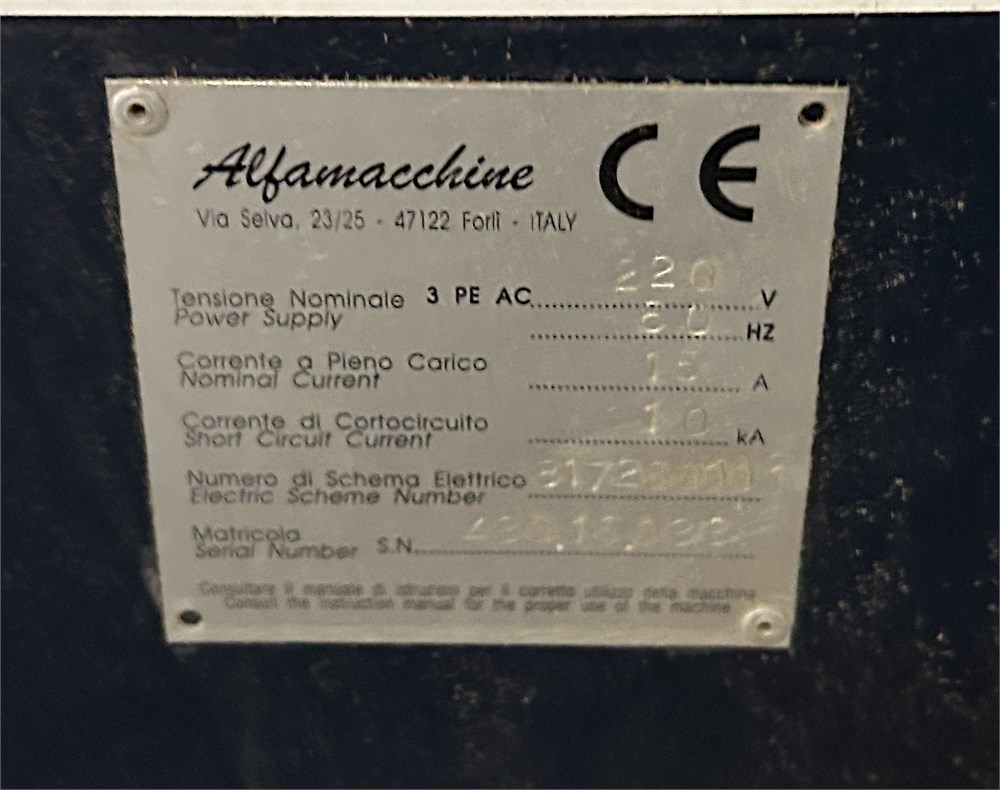 Alfamacchine
CE
Via Selva, 23/25 - 47122 Forlì - ITALY
Tensione Nominale 3 PE AC 220 V
Power Supply
60 HZ
Corrente a Pieno Carico
Nominal Current 15 A
Corrente di Cortocircuito
Short Circuit Current 10 kA
Numero di Schema Elettrico
Electric Scheme Number
Matricola
Serial Number S.N.
Consultare il manuale di istruzioni per il corretto utilizzo della macchina
Consult the instruction manual for the proper use of the machine